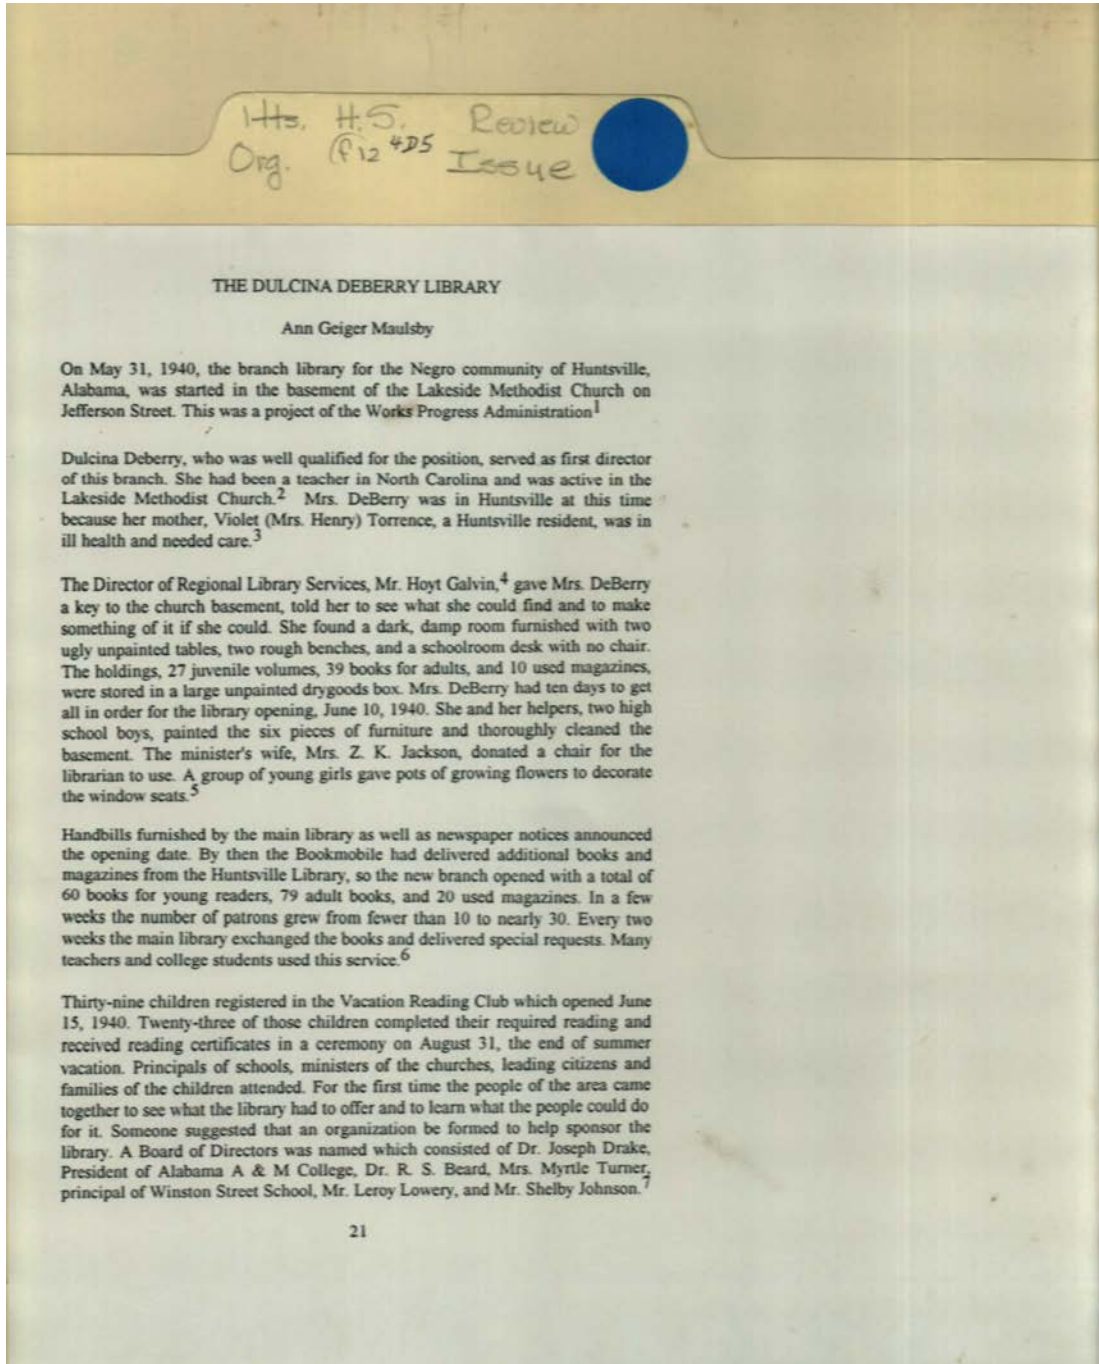 Hts. H.S. Review
Org. (f12 4D5 Issue
THE DULCINA DEBERRY LIBRARY
Ann Geiger Maulsby
On May 31, 1940, the branch library for the Negro community of Huntsville,
Alabama, was started in the basement of the Lakeside Methodist Church on
Jefferson Street. This was a project of the Works Progress Administration1
Dulcina Deberry, who was well qualified for the position, served as first director
of this branch. She had been a teacher in North Carolina and was active in the
Lakeside Methodist Church.2 Mrs. DeBerry was in Huntsville at this time
because her mother, Violet (Mrs. Henry) Torrence, a Huntsville resident, was in
ill health and needed care.3
The Director of Regional Library Services, Mr. Hoyt Galvin,4 gave Mrs. DeBerry
a key to the church basement, told her to see what she could find and to make
something of it if she could. She found a dark, damp room furnished with two
ugly unpainted tables, two rough benches, and a schoolroom desk with no chair.
The holdings, 27 juvenile volumes, 39 books for adults, and 10 used magazines,
were stored in a large unpainted drygoods box. Mrs. DeBerry had ten days to get
all in order for the library opening, June 10, 1940. She and her helpers, two high
school boys, painted the six pieces of furniture and thoroughly cleaned the
basement. The minister's wife, Mrs. Z. K. Jackson, donated a chair for the
librarian to use. A group of young girls gave pots of growing flowers to decorate
the window seats.5
Handbills furnished by the main library as well as newspaper notices announced
the opening date. By then the Bookmobile had delivered additional books and
magazines from the Huntsville Library, so the new branch opened with a total of
60 books for young readers, 79 adult books, and 20 used magazines. In a few
weeks the number of patrons grew from fewer than 10 to nearly 30. Every two
weeks the main library exchanged the books and delivered special requests. Many
teachers and college students used this service.6
Thirty-nine children registered in the Vacation Reading Club which opened June
15, 1940. Twenty-three of those children completed their required reading and
received reading certificates in a ceremony on August 31, the end of summer
vacation. Principals of schools, ministers of the churches, leading citizens and
families of the children attended. For the first time the people of the area came
together to see what the library had to offer and to learn what the people could do
for it. Someone suggested that an organization be formed to help sponsor the
library. A Board of Directors was named which consisted of Dr. Joseph Drake,
President of Alabama A & M College, Dr. R. S. Beard, Mrs. Myrtle Turner,
principal of Winston Street School, Mr. Leroy Lowery, and Mr. Shelby Johnson.7
21